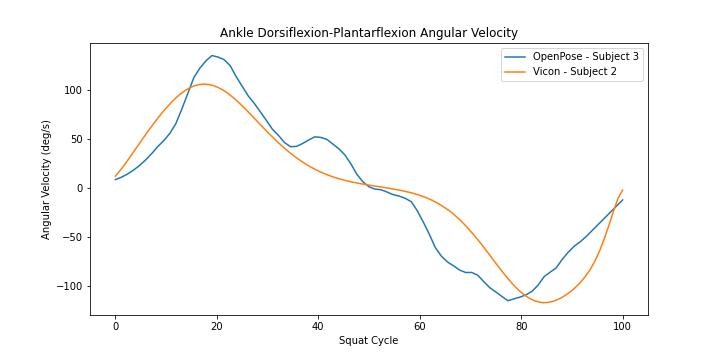 Ankle Dorsiflexion-Plantarflexion Angular Velocity
OpenPose - Subject 3
Vicon - Subject 2
Angular Velocity (deg/s)
100
50
0
−50
−100
0
20
40
60
80
100
Squat Cycle